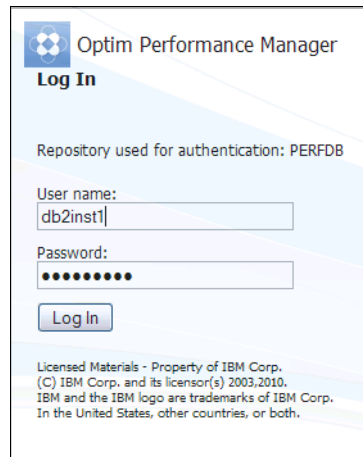 Optim Performance Manager
Log In
Repository used for authentication: PERFDB
User name:
db2inst1
Password:
●●●●●●●●●
Log In
Licensed Materials - Property of IBM Corp.
(C) IBM Corp. and its licensor(s) 2003,2010.
IBM and the IBM logo are trademarks of IBM Corp.
In the United States, other countries, or both.